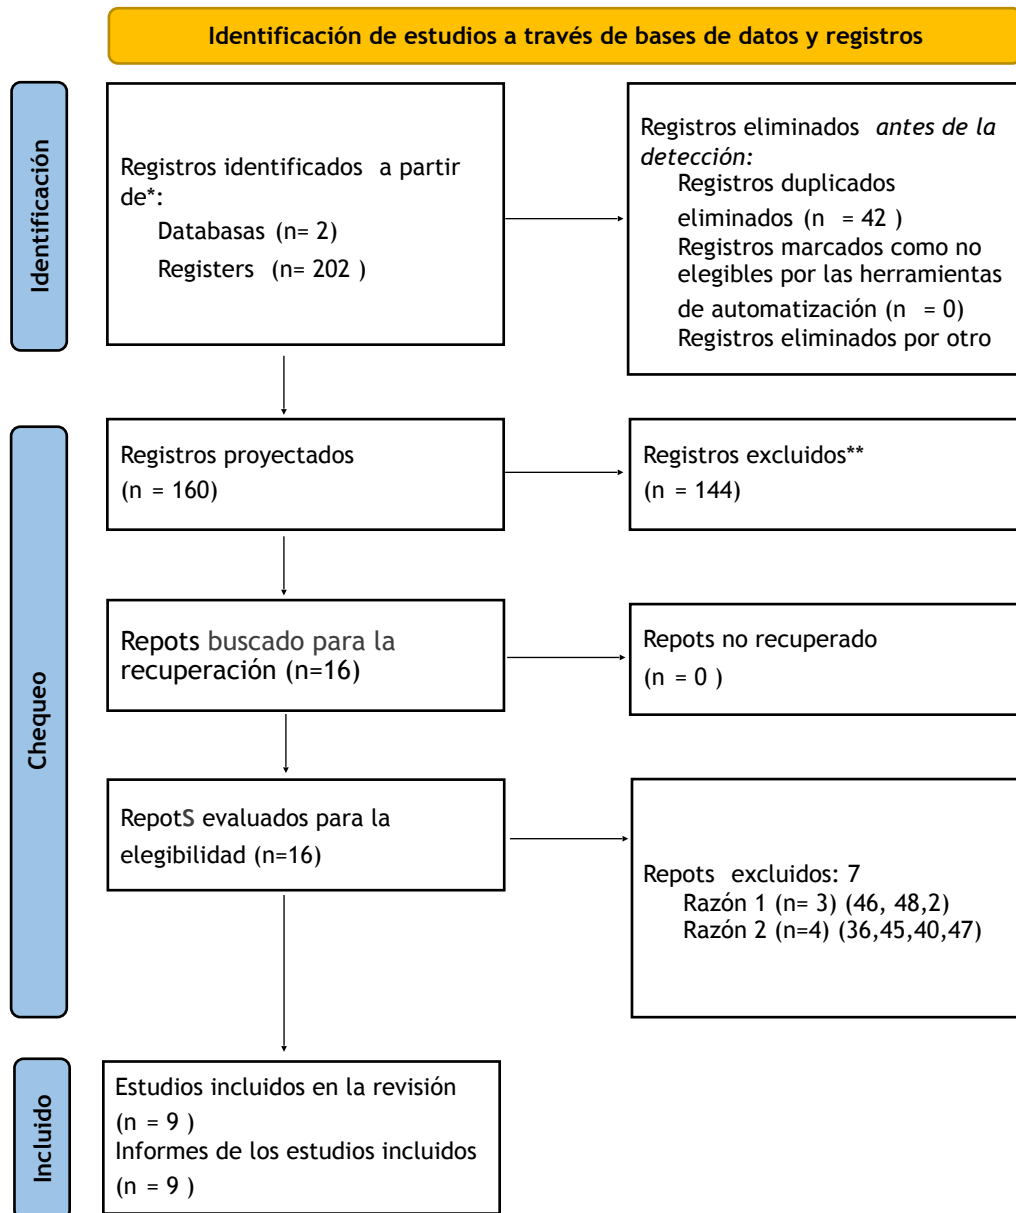 Identificación de estudios a través de bases de datos y registros
Identificación
Registros identificados a partir
de*:
Databasas (n= 2)
Registers (n= 202 )
Registros eliminados antes de la
detección:
Registros duplicados
eliminados (n = 42 )
Registros marcados como no
elegibles por las herramientas
de automatización (n = 0)
Registros eliminados por otro
Chequeo
Registros proyectados
(n = 160)
Registros excluidos**
(n = 144)
Repots buscado para la
recuperación (n=16)
Repots no recuperado
(n = 0 )
RepotS evaluados para la
elegibilidad (n=16)
Repots excluidos: 7
Razón 1 (n= 3) (46, 48,2)
Razón 2 (n=4) (36,45,40,47)
Incluido
Estudios incluidos en la revisión
(n = 9 )
Informes de los estudios incluidos
(n = 9 )